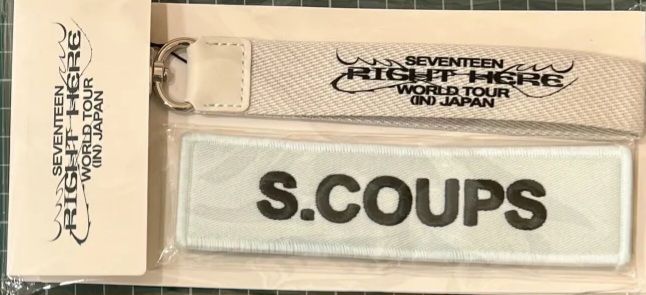 SEVENTEEN
RIGHT HERE
WORLD TOUR
(IN) JAPAN
SEVENTEEN
RIGHT HERE
WORLD TOUR
(IN) JAPAN
S.COUPS